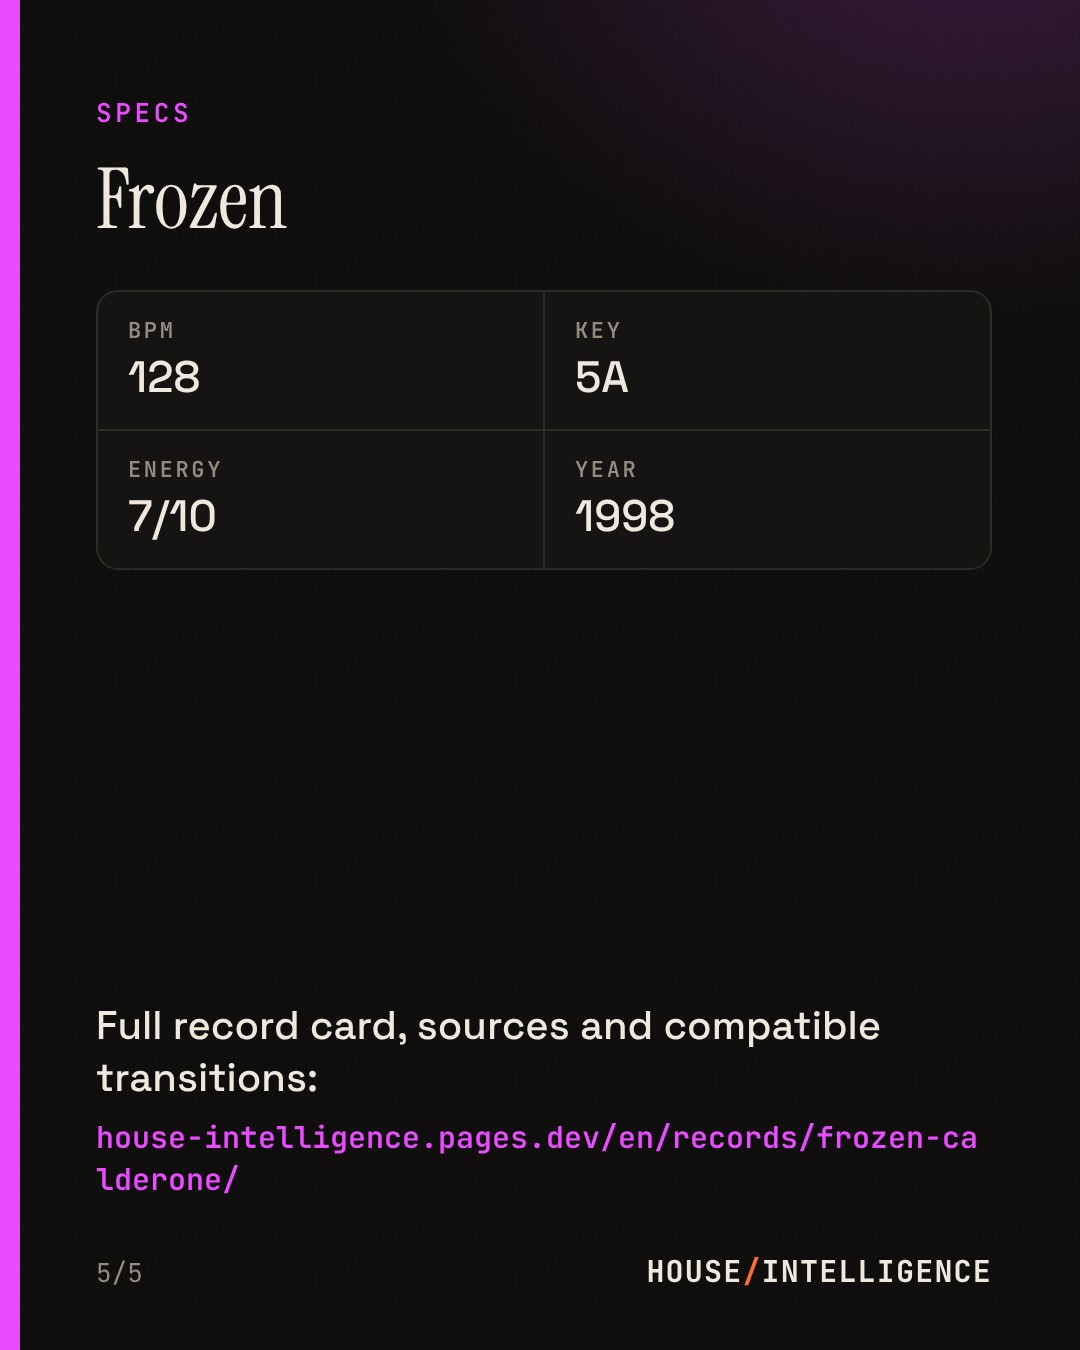 SPECS
Frozen
BPM
128
KEY
5A
ENERGY
7/10
YEAR
1998
Full record card, sources and compatible
transitions:
house-intelligence.pages.dev/en/records/frozen-ca
lderone/
5/5
HOUSE/INTELLIGENCE